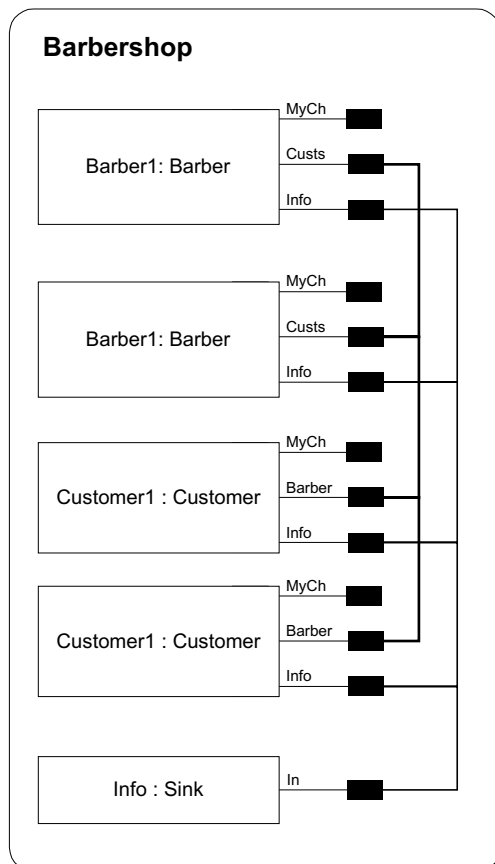 Barbershop
MyCh
Barber1: Barber
Custs
Info
MyCh
Barber1: Barber
Custs
Info
MyCh
Customer1 : Customer
Barber
Info
MyCh
Customer1 : Customer
Barber
Info
Info : Sink
In